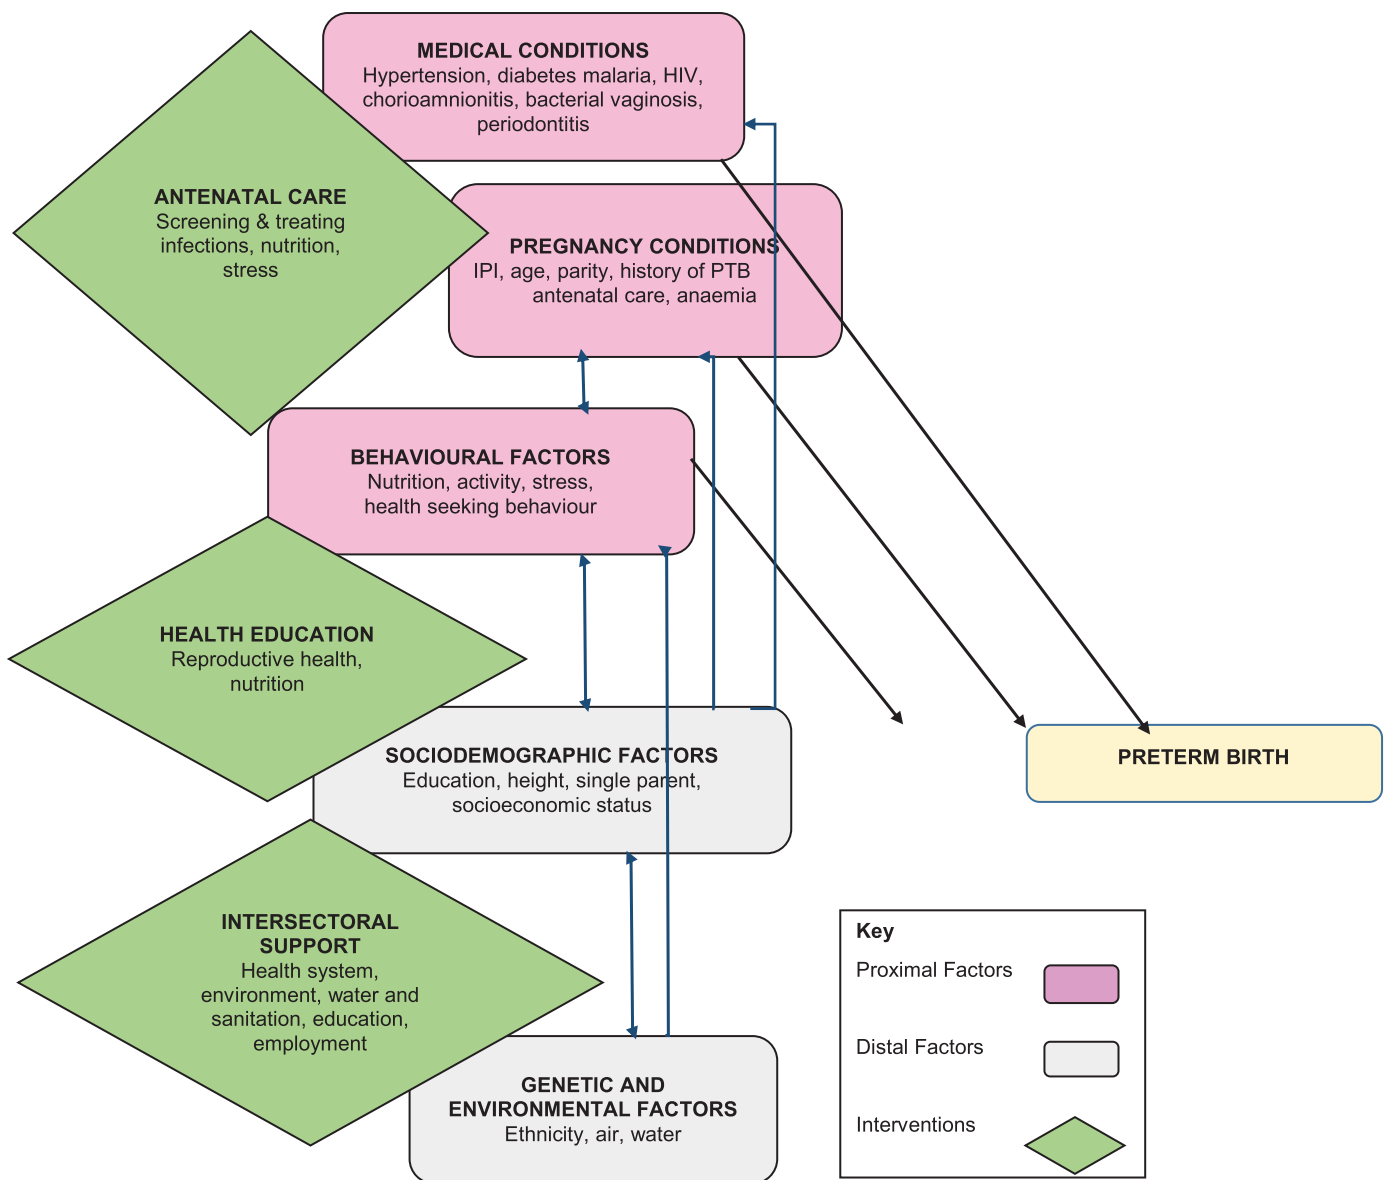 MEDICAL CONDITIONS
Hypertension, diabetes malaria, HIV,
chorioamnionitis, bacterial vaginosis,
periodontitis
ANTENATAL CARE
Screening & treating
infections, nutrition,
stress
PREGNANCY CONDITIONS
IPI, age, parity, history of PTB
antenatal care, anaemia
BEHAVIOURAL FACTORS
Nutrition, activity, stress,
health seeking behaviour
HEALTH EDUCATION
Reproductive health,
nutrition
SOCIODEMOGRAPHIC FACTORS
Education, height, single parent,
socioeconomic status
PRETERM BIRTH
INTERSECTORAL
SUPPORT
Health system,
environment, water and
sanitation, education,
employment
GENETIC AND
ENVIRONMENTAL FACTORS
Ethnicity, air, water
Key
Proximal Factors
Distal Factors
Interventions